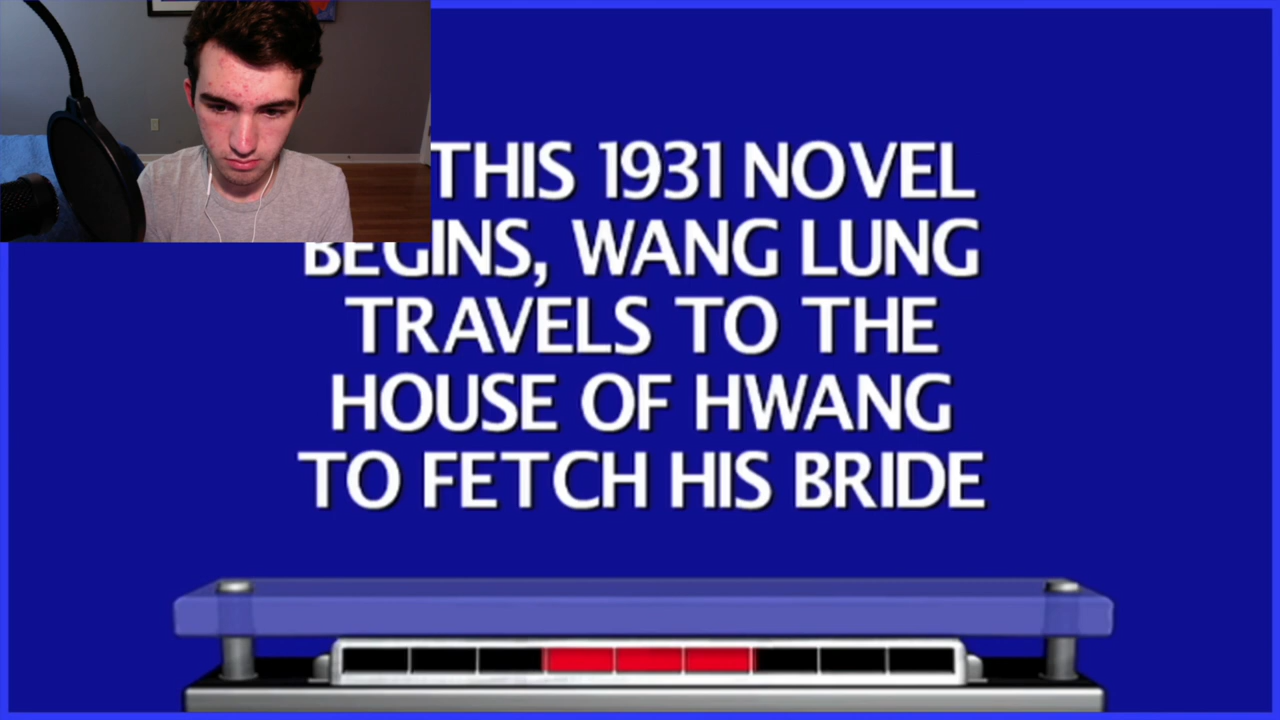 THIS 1931 NOVEL
BEGINS, WANG LUNG
TRAVELS TO THE
HOUSE OF HWANG
TO FETCH HIS BRIDE